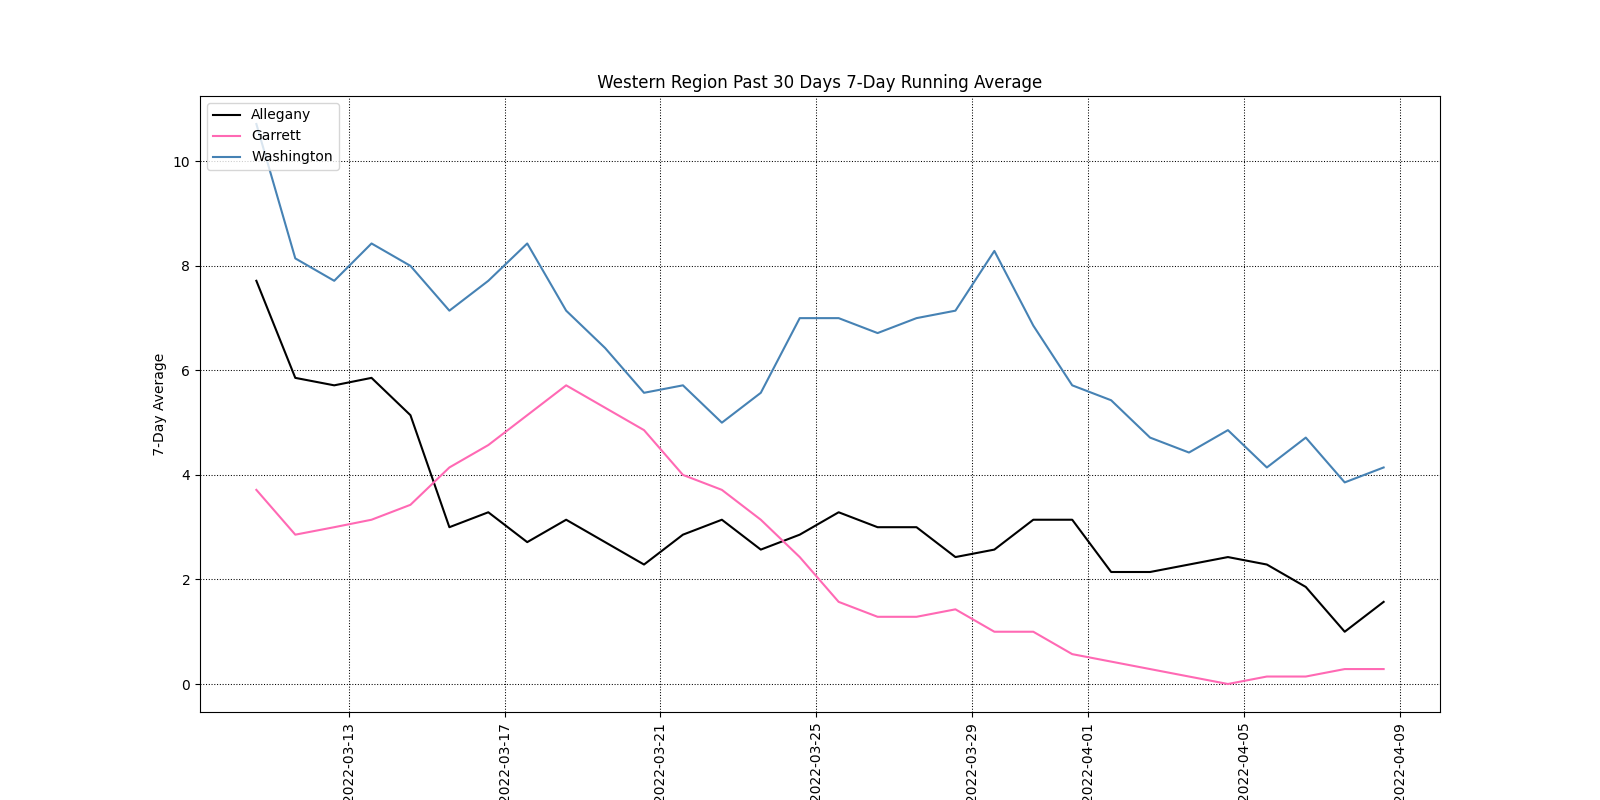 Western Region Past 30 Days 7-Day Running Average
Allegany
Garrett
Washington
7-Day Average
10
8
6
4
2
0
2022-03-13
2022-03-17
2022-03-21
2022-03-25
2022-03-29
2022-04-01
2022-04-05
2022-04-09